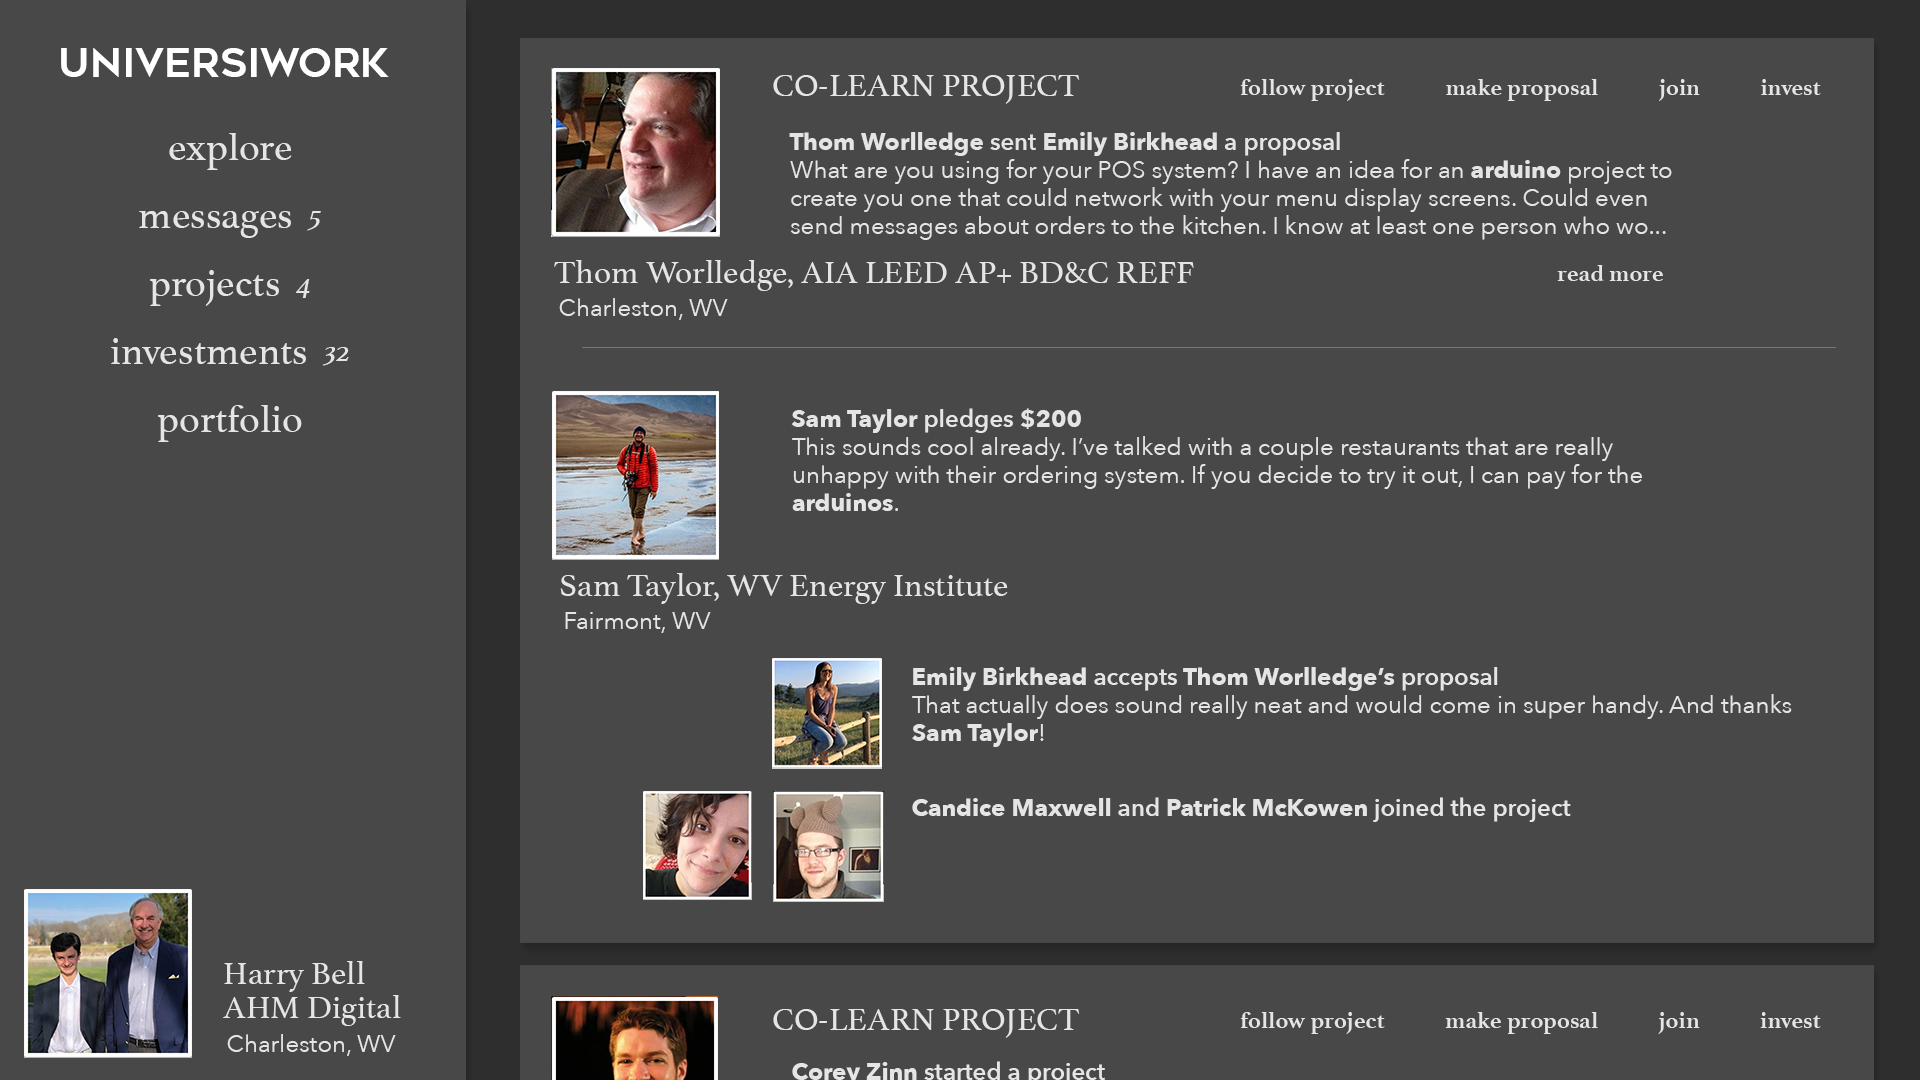 UNIVERSIWORK
explore
messages 5
projects 4
investments 32
portfolio
Harry Bell
AHM Digital
Charleston, WV
CO-LEARN PROJECT
follow project make proposal join invest
Thom Worlledge sent Emily Birkhead a proposal
What are you using for your POS system? I have an idea for an arduino project to
create you one that could network with your menu display screens. Could even
send messages about orders to the kitchen. I know at least one person who wo...
Thom Worlledge, AIA LEED AP+ BD&C REFF
read more
Charleston, WV
Sam Taylor pledges $200
This sounds cool already. I’ve talked with a couple restaurants that are really
unhappy with their ordering system. If you decide to try it out, I can pay for the
arduinos.
Sam Taylor, WV Energy Institute
Fairmont, WV
Emily Birkhead accepts Thom Worlledge’s proposal
That actually does sound really neat and would come in super handy. And thanks
Sam Taylor!
Candice Maxwell and Patrick McKowen joined the project
CO-LEARN PROJECT
follow project make proposal join invest
Corey Zinn started a project